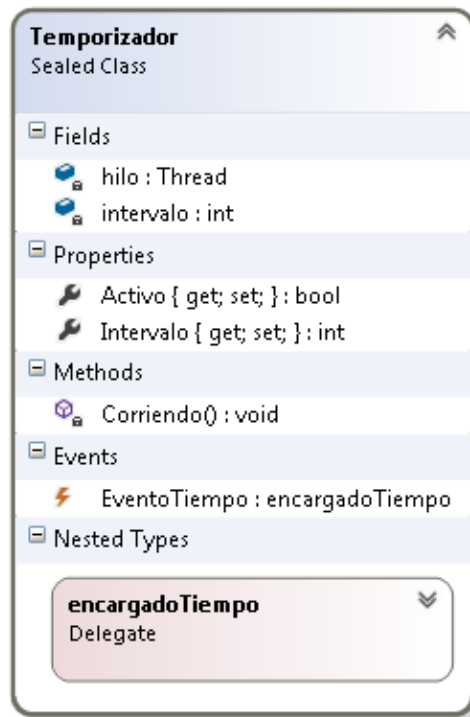 Temporizador
Sealed Class
Fields
hilo : Thread
intervalo : int
Properties
Activo { get; set; } : bool
Intervalo { get; set; } : int
Methods
Corriendo() : void
Events
EventoTiempo : encargadoTiempo
Nested Types
encargadoTiempo
Delegate